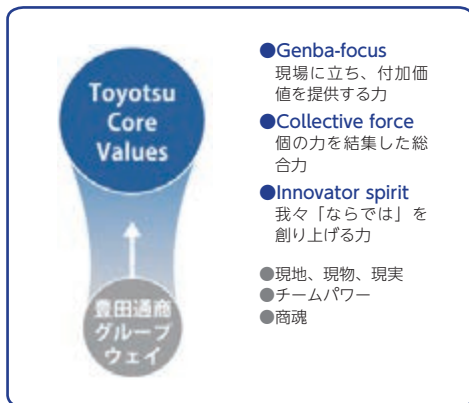 Toyotsu
Core
Values
豊田通商
グループ
ウェイ
●Genba-focus
現場に立ち、付加価
値を提供する力
●Collective force
個の力を結集した総
合力
●Innovator spirit
我々「ならでは」を
創り上げる力
●現地、現物、現実
●チームパワー
●商魂